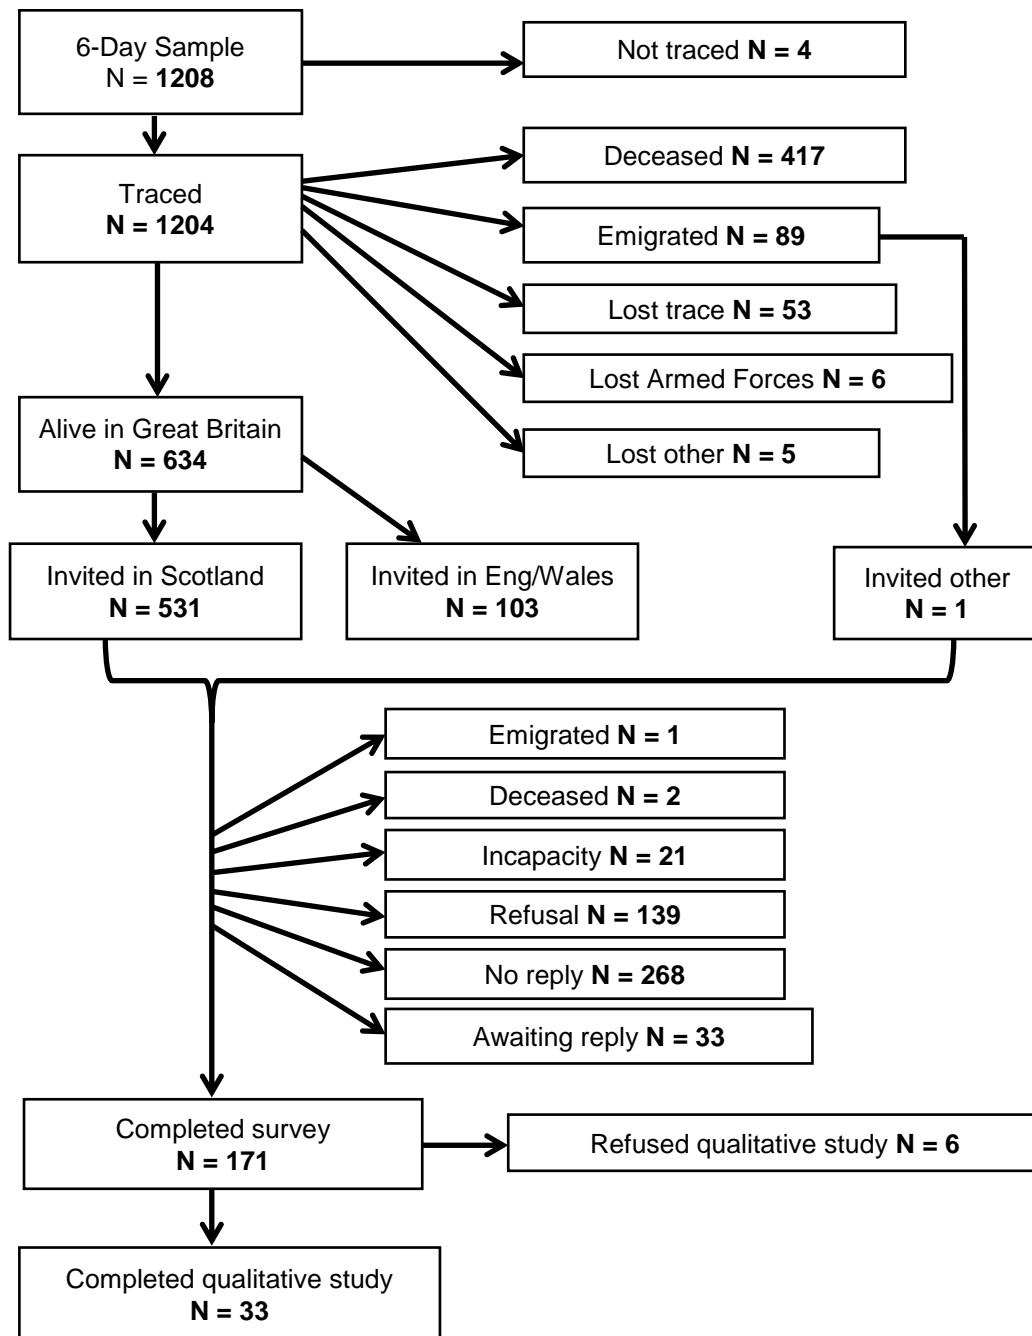 6-Day Sample
N = 1208
Not traced N = 4
Traced
N = 1204
Deceased N = 417
Emigrated N = 89
Lost trace N = 53
Lost Armed Forces N = 6
Lost other N = 5
Alive in Great Britain
N = 634
Invited in Scotland
N = 531
Invited in Eng/Wales
N = 103
Invited other
N = 1
Emigrated N = 1
Deceased N = 2
Incapacity N = 21
Refusal N = 139
No reply N = 268
Awaiting reply N = 33
Completed survey
N = 171
Refused qualitative study N = 6
Completed qualitative study
N = 33